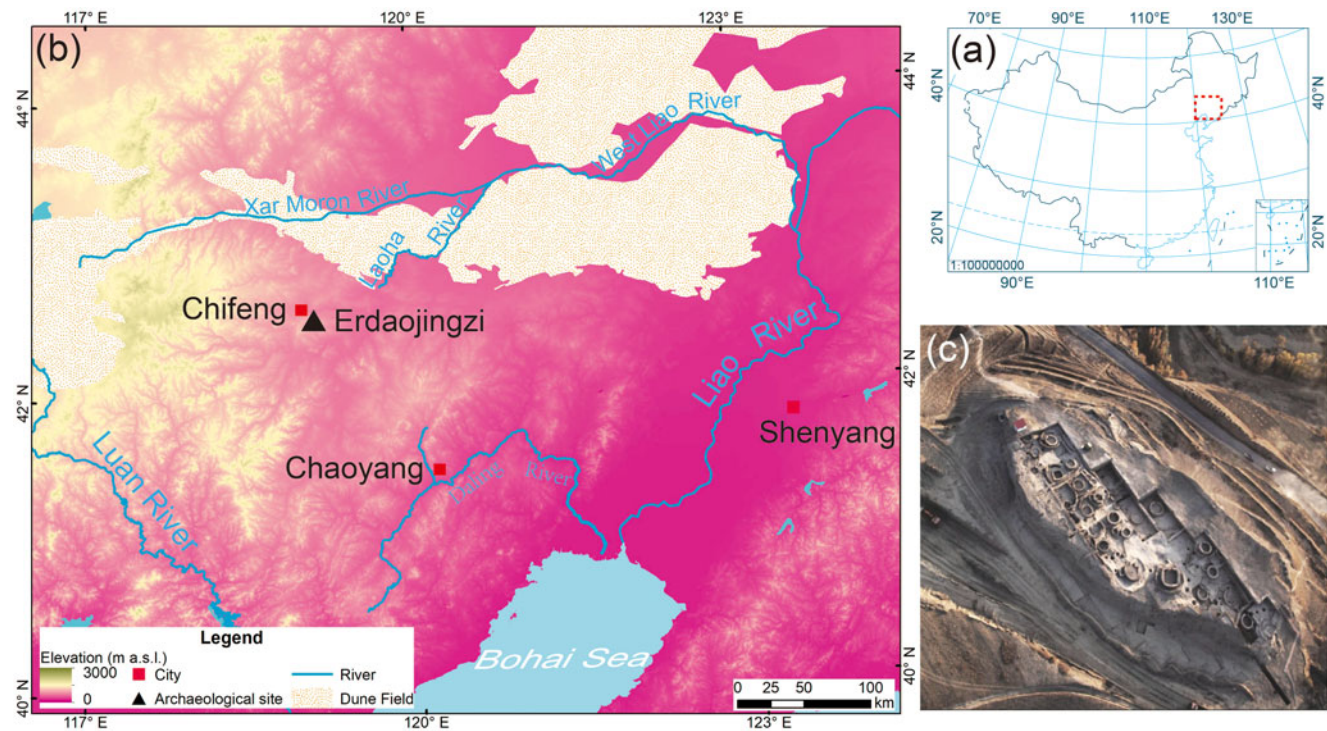 117° E
120° E
123° E
(b)
44° N
44° N
West Liao River
Xar Moron River
Laoha River
Chifeng
Erdaojingzi
42° N
42° N
Liao River
Shenyang
Chaoyang
Daling River
Luan River
Bohai Sea
Legend
Elevation (m a.s.l.)
3000
0
City
Archaeological site
River
Dune Field
0 25 50 100
km
40° N
40° N
117° E
120° E
123° E
70°E
80°E
90°E
110°E
130°E
(a)
40°N
40°N
20°N
20°N
1:100000000
90°E
110°E
(c)